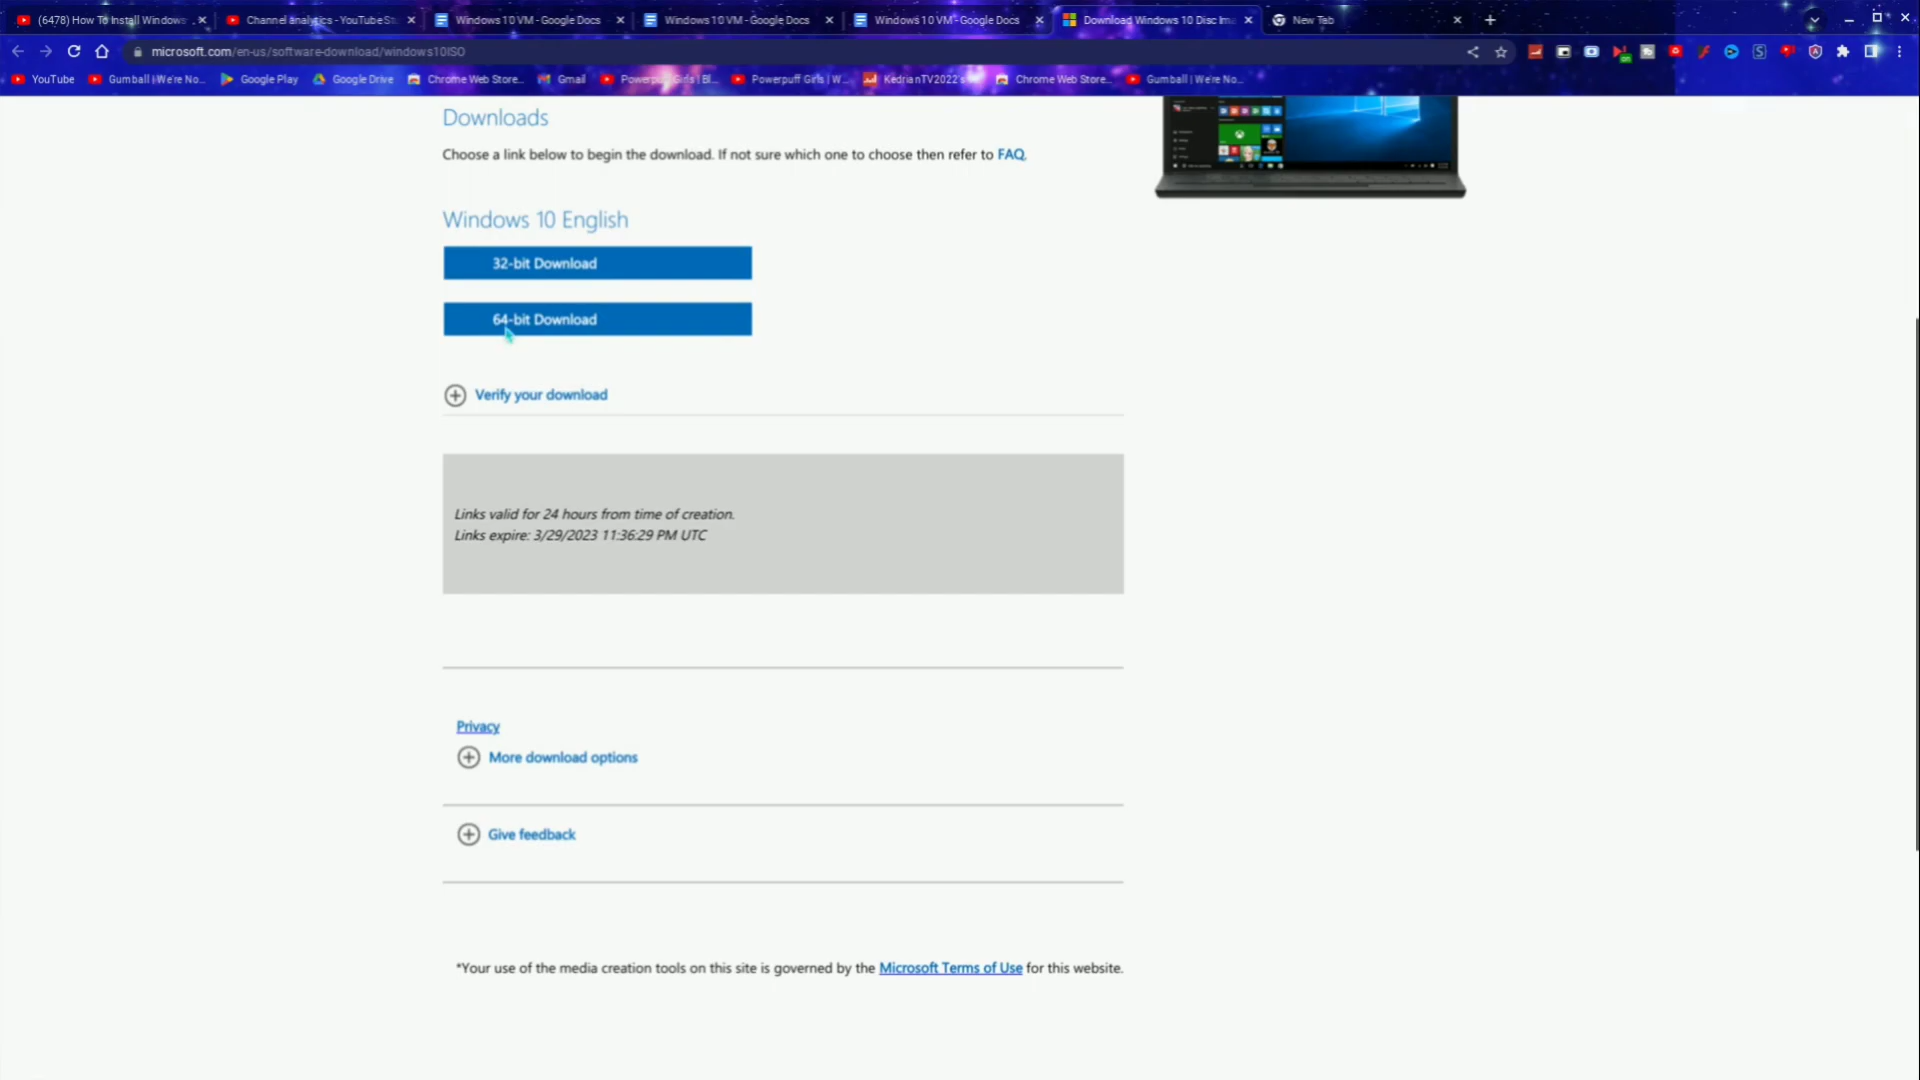 (6478) How To Install Windows
Channel analytics - YouTube St
Windows 10 VM - Google Docs
Windows 10 VM - Google Docs
Windows 10 VM - Google Docs
Download Windows 10 Disc Im
New Tab
microsoft.com/en-us/software-download/windows10ISO
YouTube
Gumball | We're No...
Google Play
Google Drive
Chrome Web Store...
Gmail
Powerpuff Girls | Bl...
Powerpuff Girls | W...
KedrianTV2022's
Chrome Web Store...
Gumball | We're No...
Downloads
Choose a link below to begin the download. If not sure which one to choose then refer to FAQ.
Windows 10 English
32-bit Download
64-bit Download
Verify your download
Links valid for 24 hours from time of creation.
Links expire: 3/29/2023 11:36:29 PM UTC
Privacy
More download options
Give feedback
*Your use of the media creation tools on this site is governed by the Microsoft Terms of Use for this website.